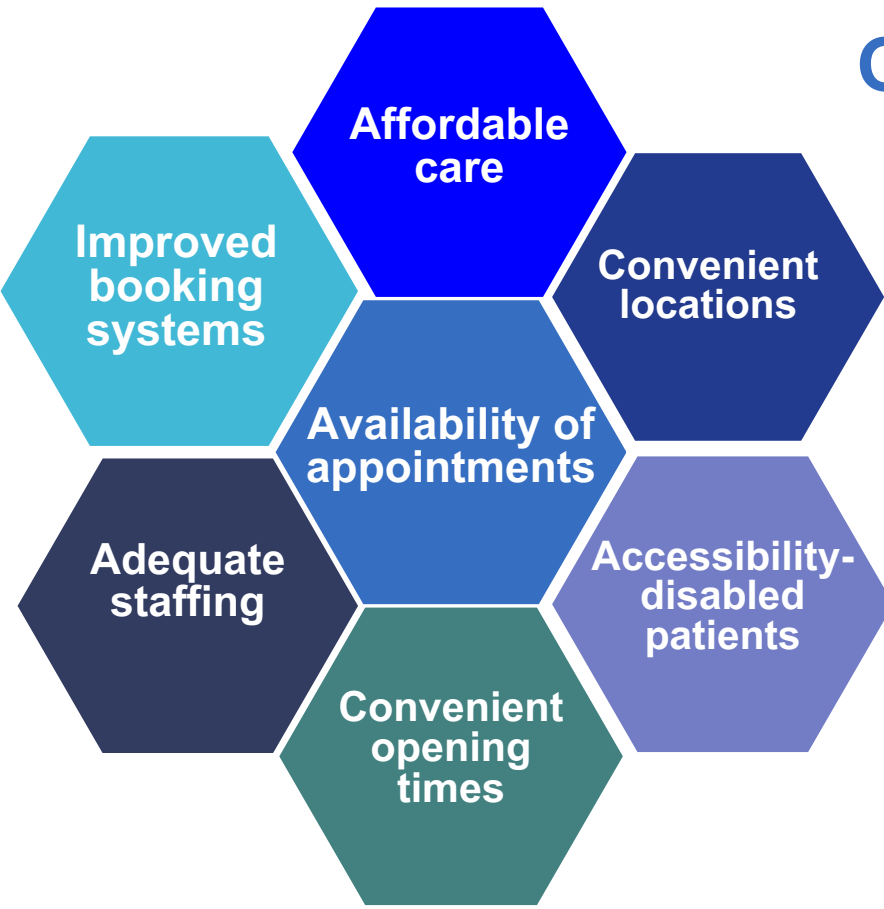 Affordable
care
Improved
booking
systems
Convenient
locations
Availability of
appointments
Adequate
staffing
Accessibility-
disabled
patients
Convenient
opening
times